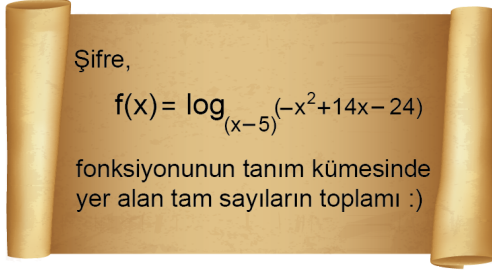 Şifre,
f(x) = log₍ₓ₋₅₎(–x²+14x– 24)
fonksiyonunun tanım kümesinde
yer alan tam sayıların toplamı :)